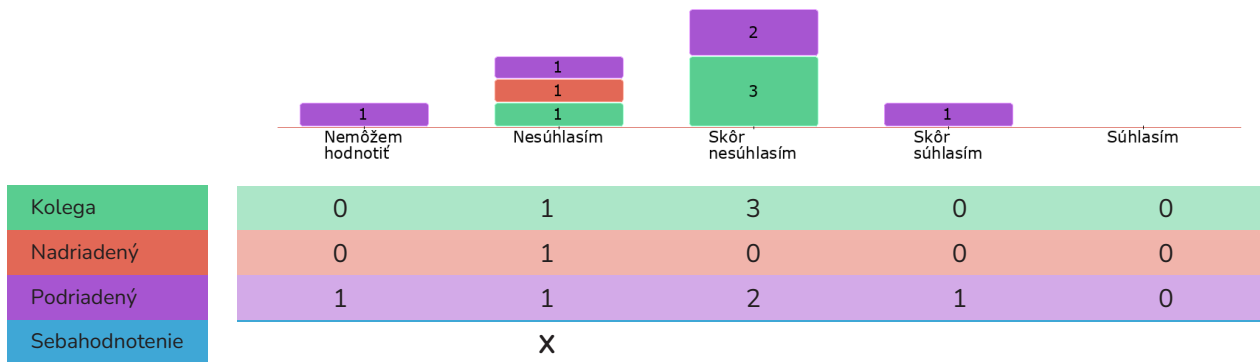 2
1
1
3
1
1
1
Nemôžem
hodnotiť
Nesúhlasím
Skôr
nesúhlasím
Skôr
súhlasím
Súhlasím
Kolega 0 1 3 0 0
Nadriadený 0 1 0 0 0
Podriadený 1 1 2 1 0
Sebahodnotenie x